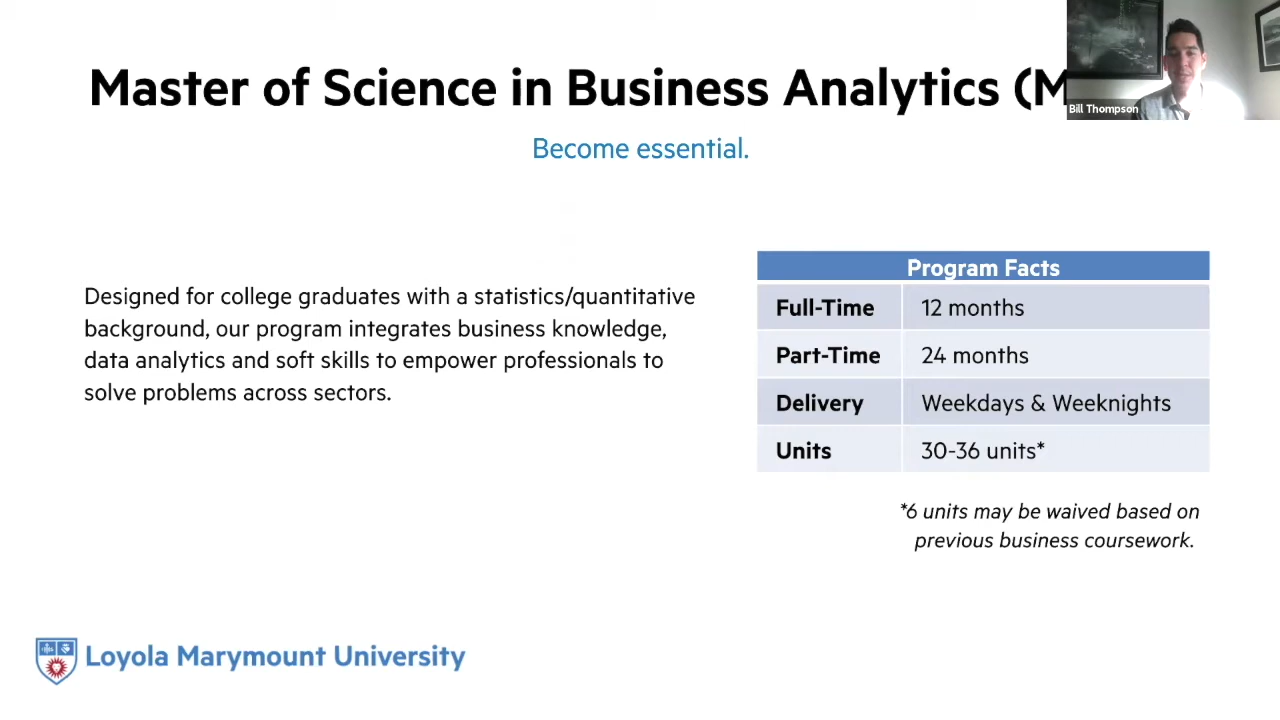 Master of Science in Business Analytics (M
Bill Thompson
Become essential.
Designed for college graduates with a statistics/quantitative
background, our program integrates business knowledge,
data analytics and soft skills to empower professionals to
solve problems across sectors.
Program Facts
Full-Time 12 months
Part-Time 24 months
Delivery Weekdays & Weeknights
Units 30-36 units*
*6 units may be waived based on
previous business coursework.
Loyola Marymount University